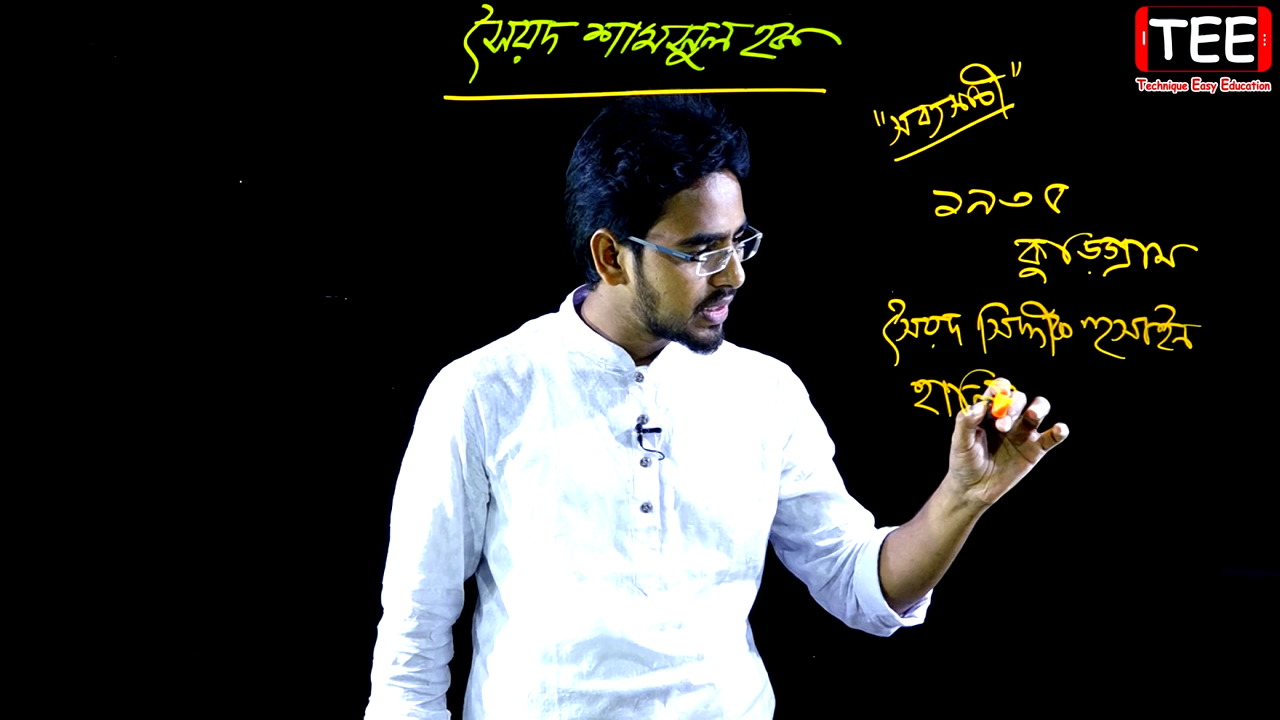 সৈয়দ শামসুল হক
TEE
Technique Easy Education
"সব্যসাচী"
১৯৩৫
কুড়িগ্রাম
সৈয়দ সিদ্দীক হুসাইন
হালি